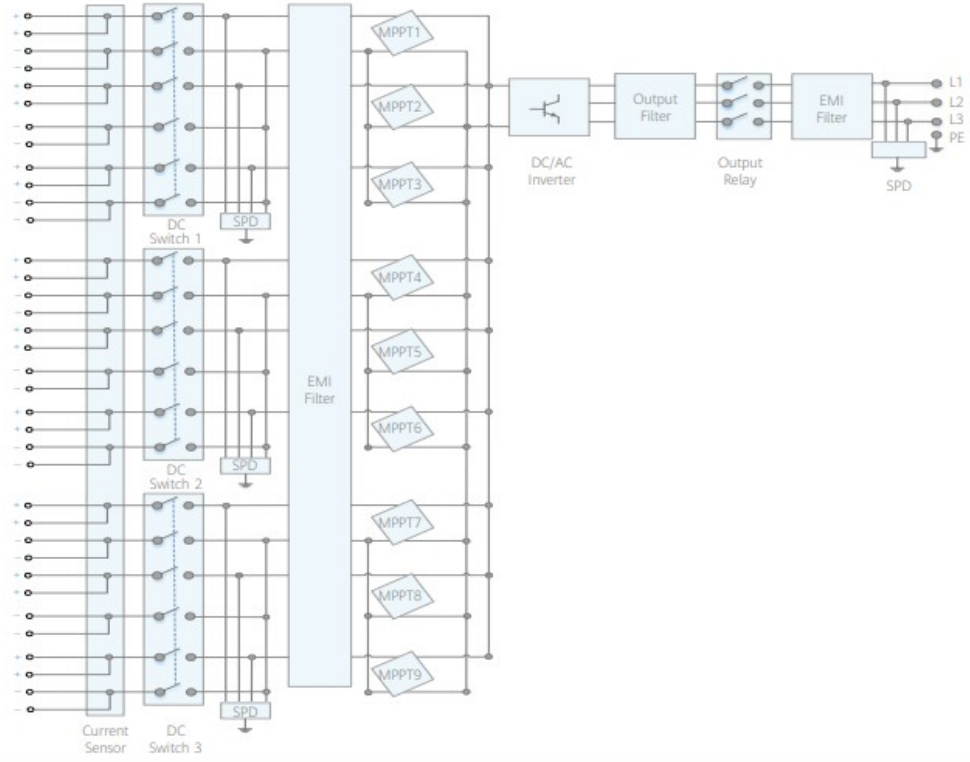 MPPT1
MPPT2
MPPT3
SPD
DC
Switch 1
MPPT4
MPPT5
MPPT6
SPD
DC
Switch 2
EMI
Filter
MPPT7
MPPT8
MPPT9
SPD
Current
Sensor
DC
Switch 3
DC/AC
Inverter
Output
Filter
Output
Relay
EMI
Filter
L1
L2
L3
PE
SPD